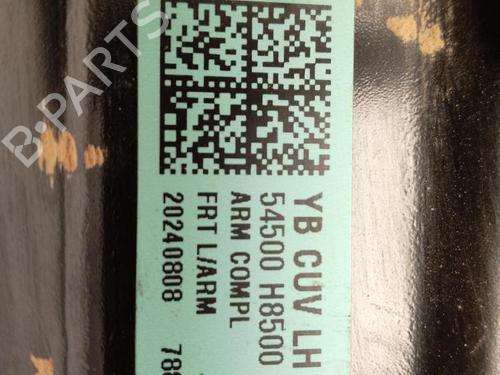 YB CUV LH
54500 H8500
ARM COMPL
FRT L/ARM
20240808
B-PARTS